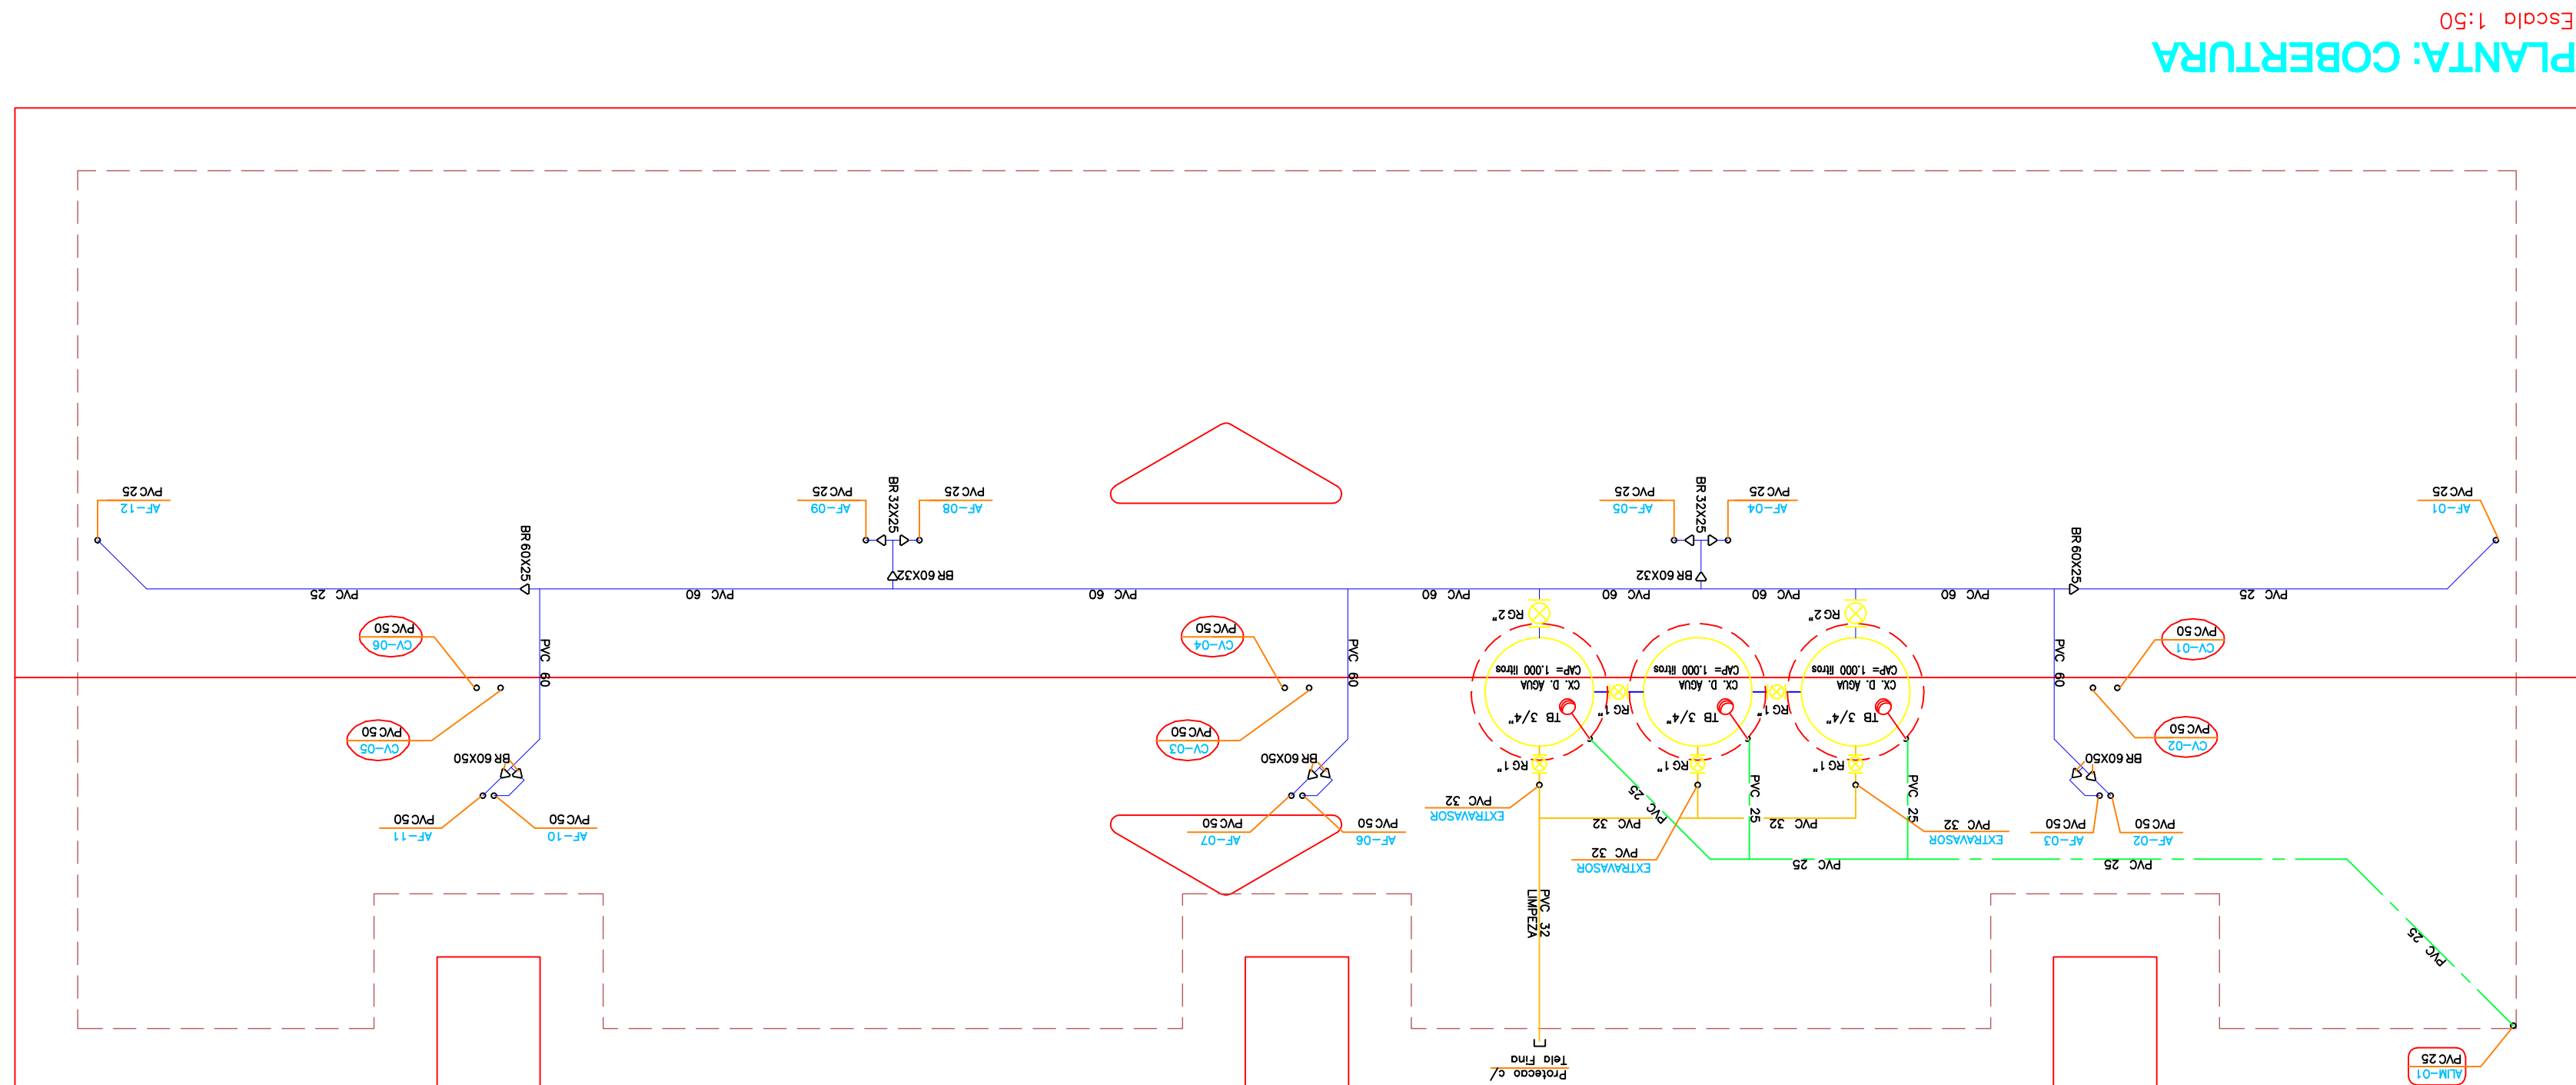 ALIM-01
PVC 25
Protecao c/
Tela Fina
PVC 25
PVC 32
LIMPEZA
PVC 25
PVC 25
EXTRAVASOR
PVC 32
EXTRAVASOR
PVC 32
AF-02
PVC 50
AF-03
PVC 50
AF-06
PVC 50
AF-07
PVC 50
AF-10
PVC 50
AF-11
PVC 50
PVC 32
PVC 32
EXTRAVASOR
PVC 32
PVC 25
PVC 25
PVC 25
BR 60X50
RG 1"
RG 1"
RG 1"
BR 60X50
BR 60X50
CV-02
PVC 50
CV-03
PVC 50
CV-05
PVC 50
TB 3/4"
RG 1"
TB 3/4"
RG 1"
TB 3/4"
CX. D. ÁGUA
CAP= 1.000 litros
CX. D. ÁGUA
CAP= 1.000 litros
CX. D. ÁGUA
CAP= 1.000 litros
PVC 60
PVC 60
PVC 60
CV-01
PVC 50
CV-04
PVC 50
CV-06
PVC 50
RG 2"
RG 2"
PVC 25
PVC 60
PVC 60
PVC 60
PVC 60
PVC 60
PVC 60
PVC 25
BR 60X25
BR 60X32
BR 60X32
BR 60X25
AF-01
PVC 25
AF-04
PVC 25
BR 32X25
AF-05
PVC 25
AF-08
PVC 25
BR 32X25
AF-09
PVC 25
AF-12
PVC 25
PLANTA: COBERTURA
Escala 1:50